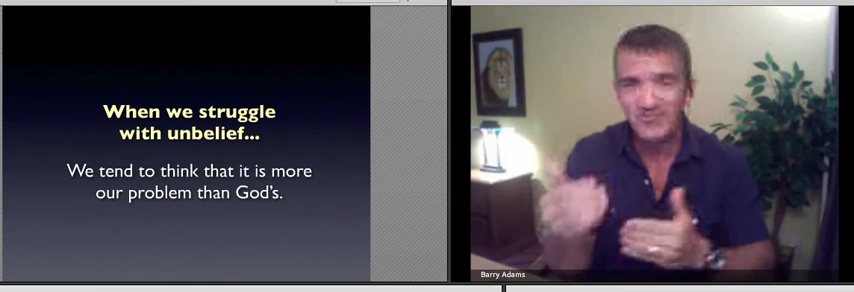 When we struggle
with unbelief...
We tend to think that it is more
our problem than God's.
Barry Adams